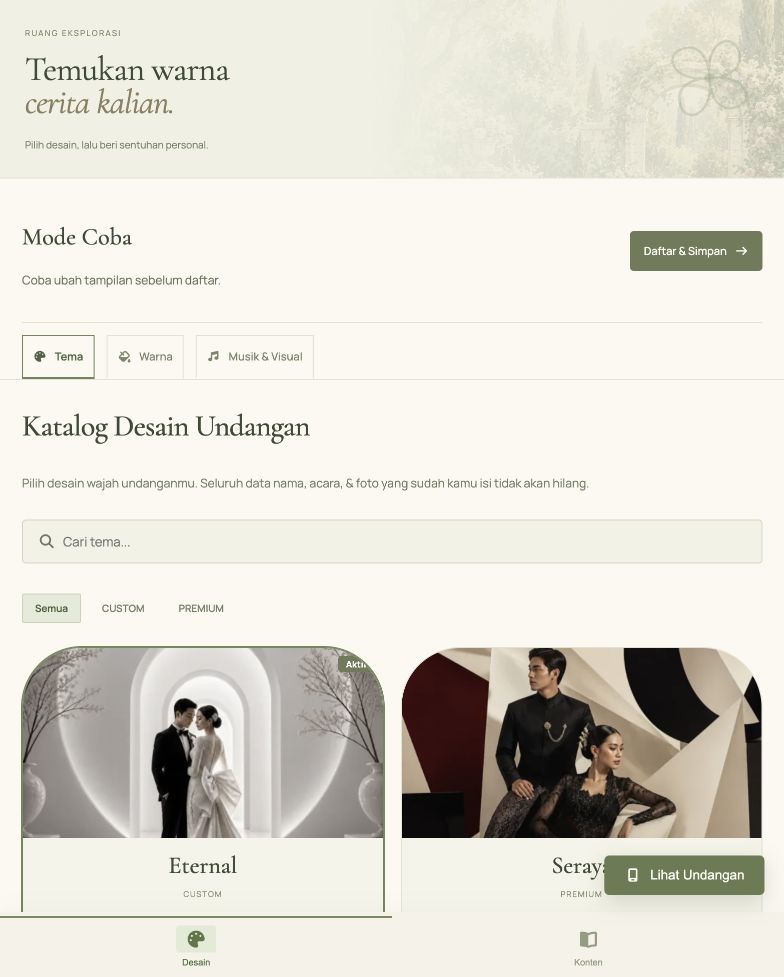 RUANG EKSPLORASI
Temukan warna
cerita kalian.
Pilih desain, lalu beri sentuhan personal.
Mode Coba
Daftar & Simpan
Coba ubah tampilan sebelum daftar.
Tema
Warna
Musik & Visual
Katalog Desain Undangan
Pilih desain wajah undanganmu. Seluruh data nama, acara, & foto yang sudah kamu isi tidak akan hilang.
Cari tema...
Semua
CUSTOM
PREMIUM
Eternal
CUSTOM
PREMIUM
Lihat Undangan
Desain
Konten